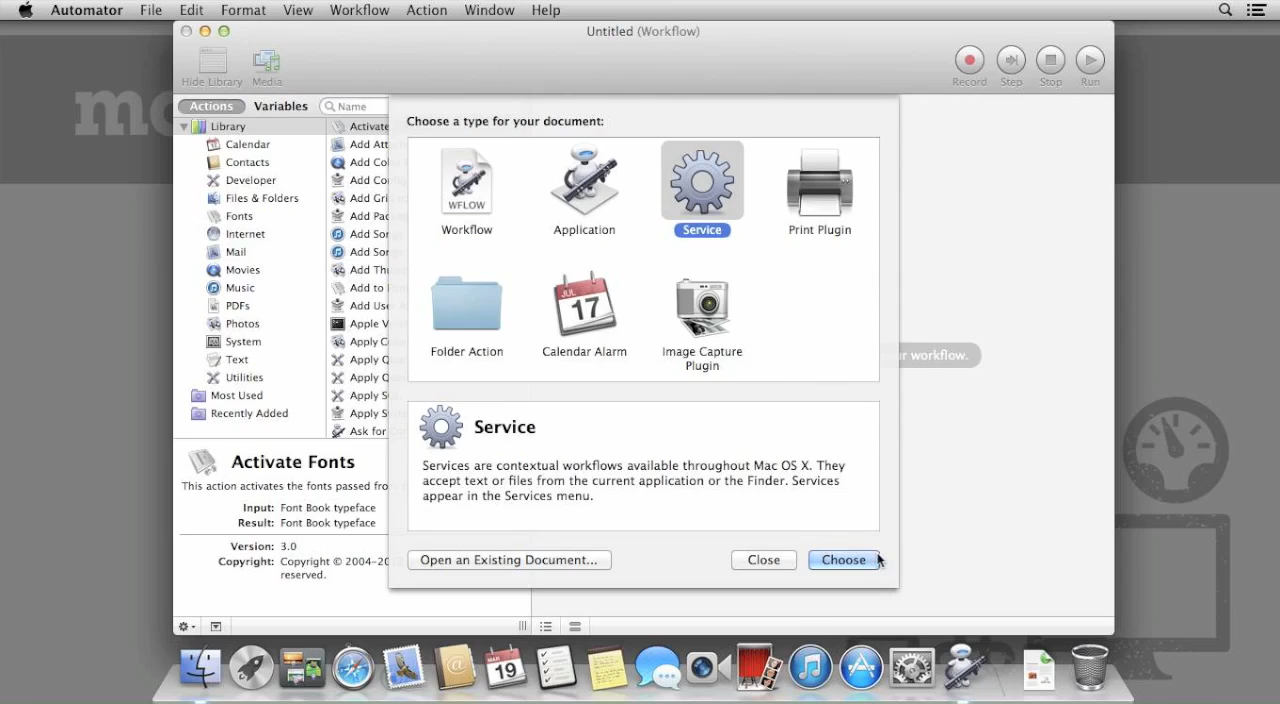 Automator File Edit Format View Workflow Action Window Help
Untitled (Workflow)
Hide Library Media Record Step Stop Run
Actions Variables Name
Choose a type for your document:
Library
Calendar
Contacts
Developer
Files & Folders
Fonts
Internet
Mail
Movies
Music
PDFs
Photos
System
Text
Utilities
Most Used
Recently Added
Activate
Add
Add
Add
Add Gri
Add Pac
Add Son
Add Son
Add Th
Add to
Add Use
Apple V
Apply C
Apply Q
Apply Q
Apply S
Apply S
Ask for
WFLOW
Workflow Application Service Print Plugin
JUL
17
Folder Action Calendar Alarm Image Capture
Plugin
ur workflow.
Service
Services are contextual workflows available throughout Mac OS X. They
accept text or files from the current application or the Finder. Services
appear in the Services menu.
Open an Existing Document... Close Choose
Activate Fonts
This action activates the fonts passed from
Input: Font Book typeface
Result: Font Book typeface
Version: 3.0
Copyright: Copyright © 2004-20
reserved.
MAR
19